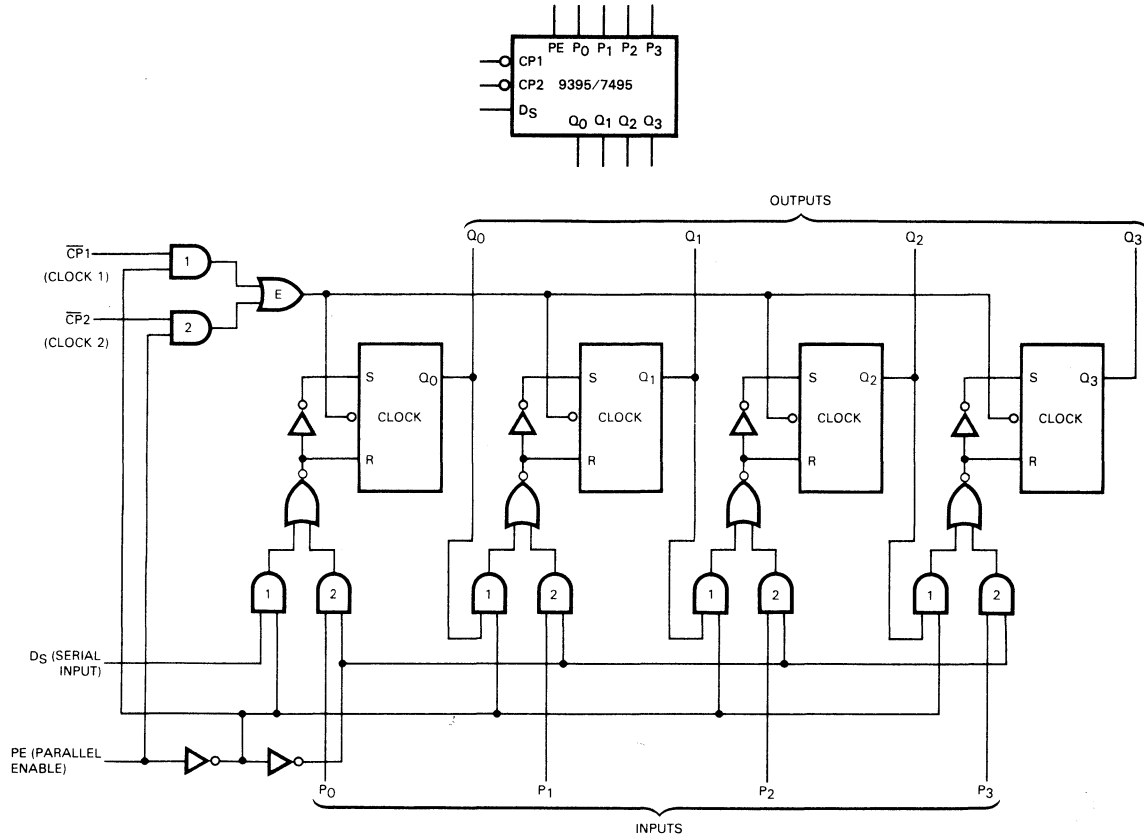 PE P0 P1 P2 P3
CP1
CP2 9395/7495
DS
Q0 Q1 Q2 Q3
OUTPUTS
Q0 Q1 Q2 Q3
C̅P̅1
(CLOCK 1)
1
E
C̅P̅2
(CLOCK 2)
2
S Q0 S Q1 S Q2 S Q3
CLOCK CLOCK CLOCK CLOCK
R R R R
1 2 1 2 1 2 1 2
DS (SERIAL
INPUT)
PE (PARALLEL
ENABLE)
P0 P1 P2 P3
INPUTS